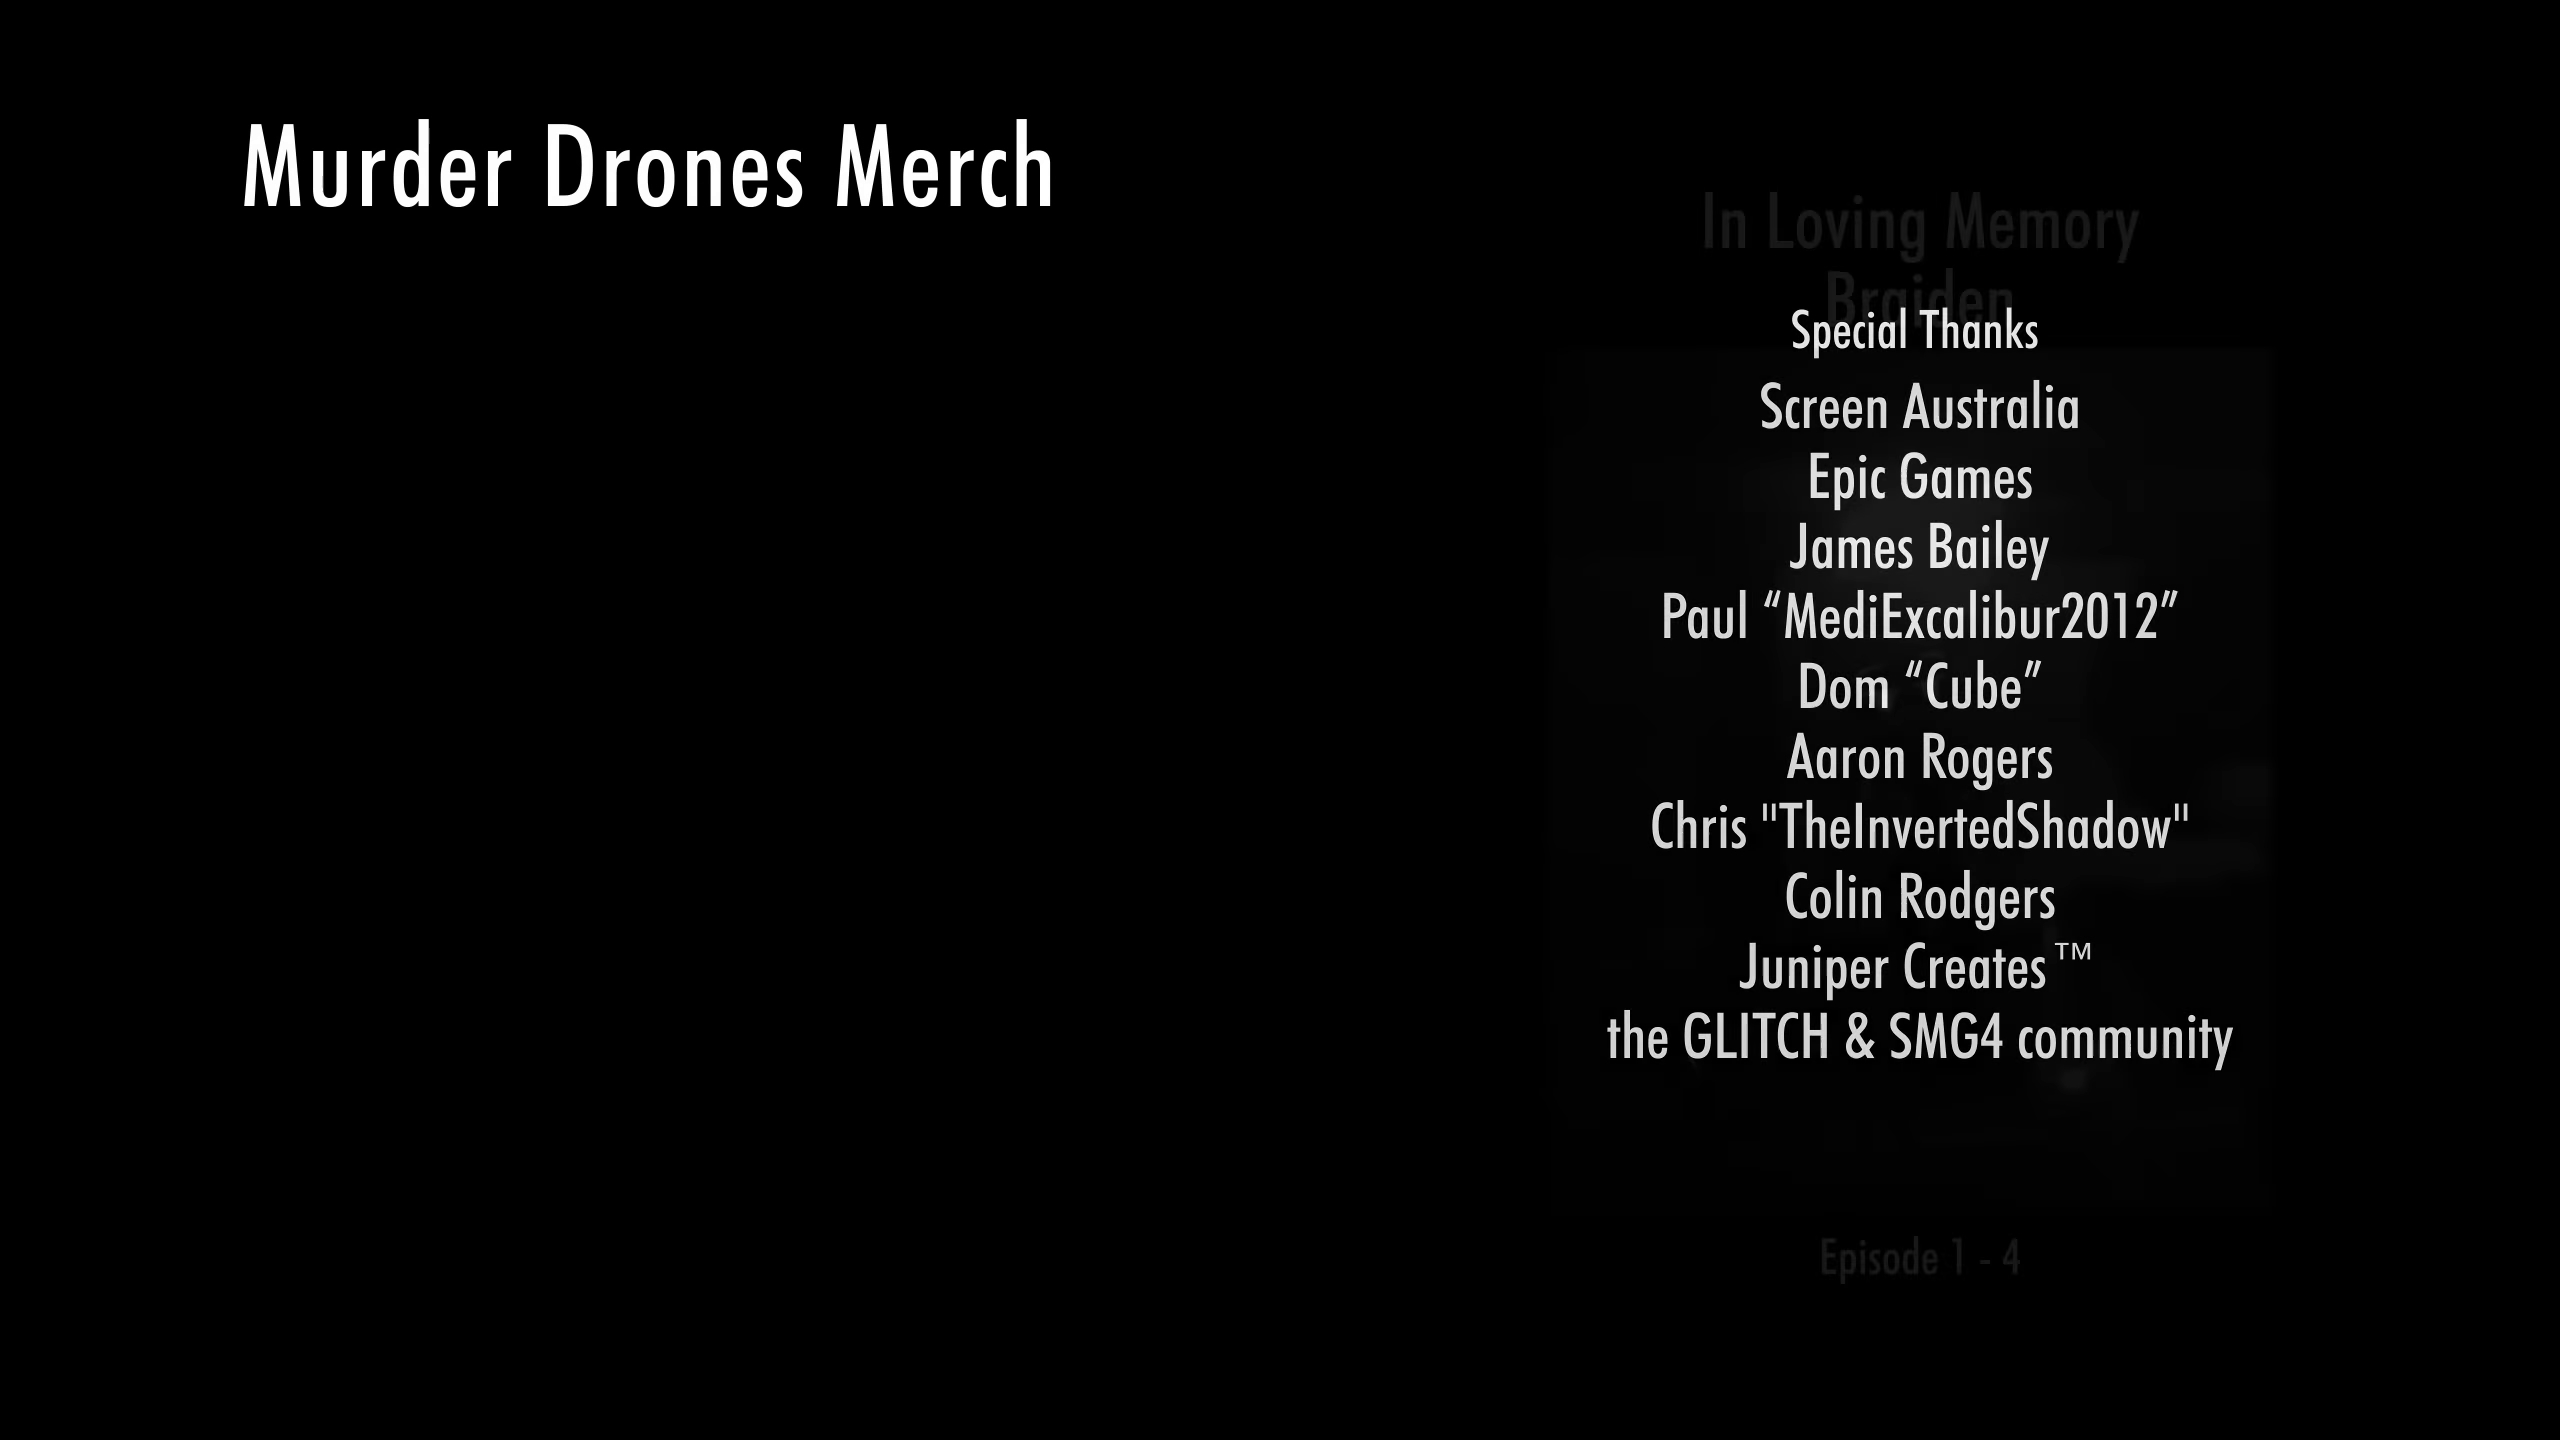 Murder Drones Merch
In Loving Memory
Braiden
Special Thanks
Screen Australia
Epic Games
James Bailey
Paul “MediExcalibur2012”
Dom “Cube”
Aaron Rogers
Chris "TheInvertedShadow"
Colin Rodgers
Juniper Creates™
the GLITCH & SMG4 community
Episode 1 - 4